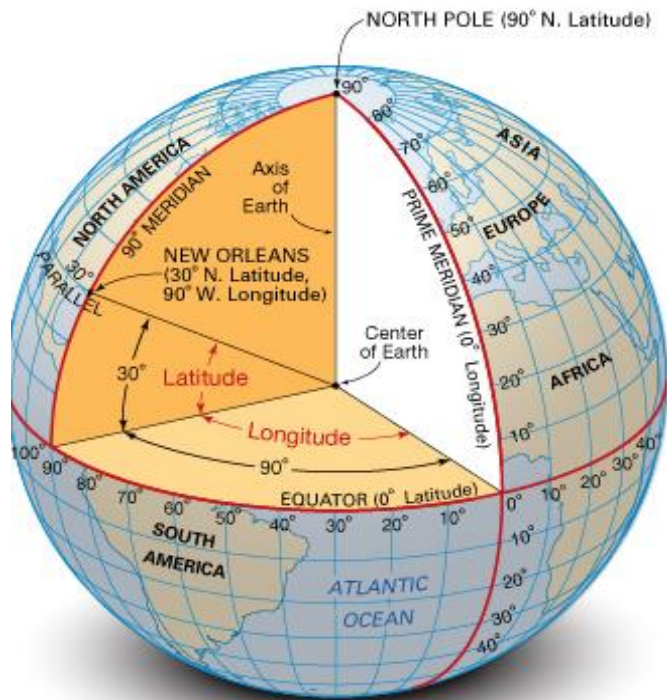 NORTH POLE (90° N. Latitude)
90°
80°
70°
60°
50°
40°
30°
20°
10°
0°
ASIA
EUROPE
AFRICA
NORTH AMERICA
90° MERIDIAN
Axis
of
Earth
PRIME MERIDIAN (0° Longitude)
NEW ORLEANS
(30° N. Latitude,
90° W. Longitude)
30°
PARALLEL
Center
of Earth
30°
Latitude
Longitude
90°
EQUATOR (0° Latitude)
100° 90° 80° 70° 60° 50° 40° 30° 20° 10° 0° 10° 20° 30° 40°
SOUTH
AMERICA
ATLANTIC
OCEAN
10°
20°
30°
40°